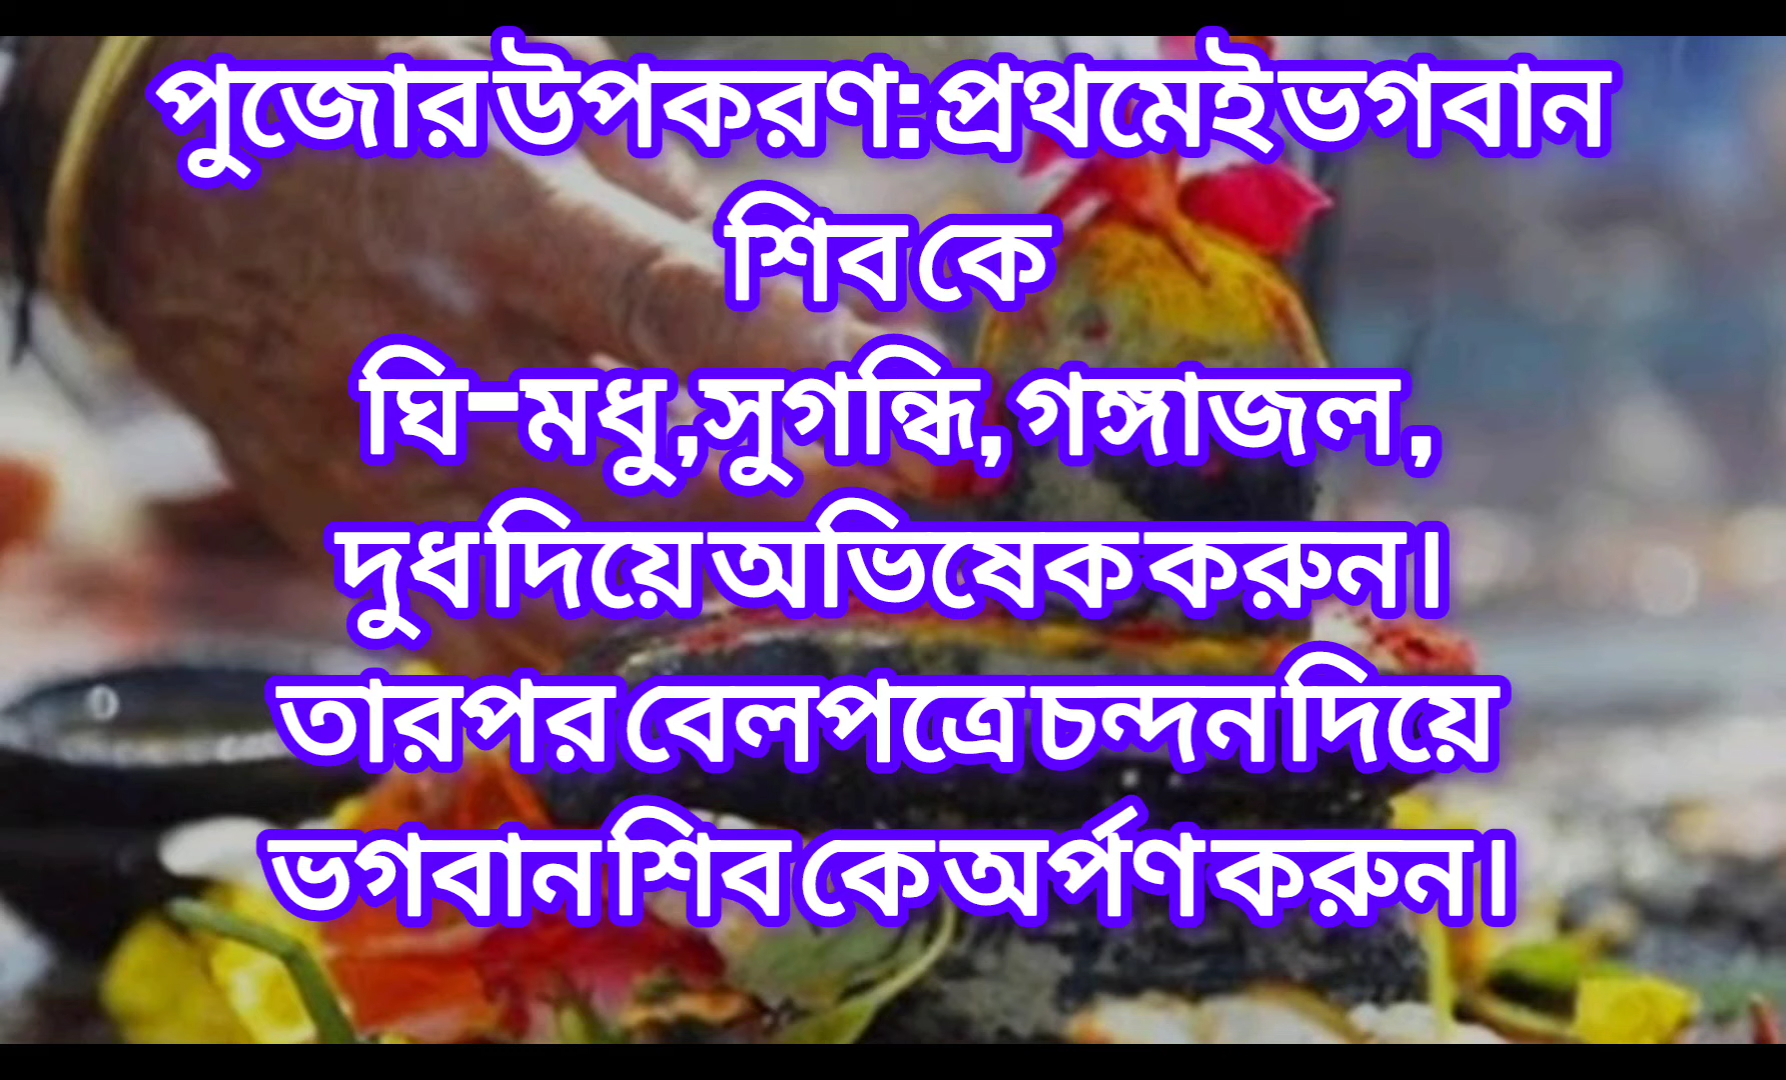 পুজোর উপকরণ: প্রথমেই ভগবান
শিব কে
ঘি-মধু,সুগন্ধি, গঙ্গাজল,
দুধ দিয়ে অভিষেক করুন।
তারপর বেলপত্রে চন্দন দিয়ে
ভগবান শিব কে অর্পণ করুন।